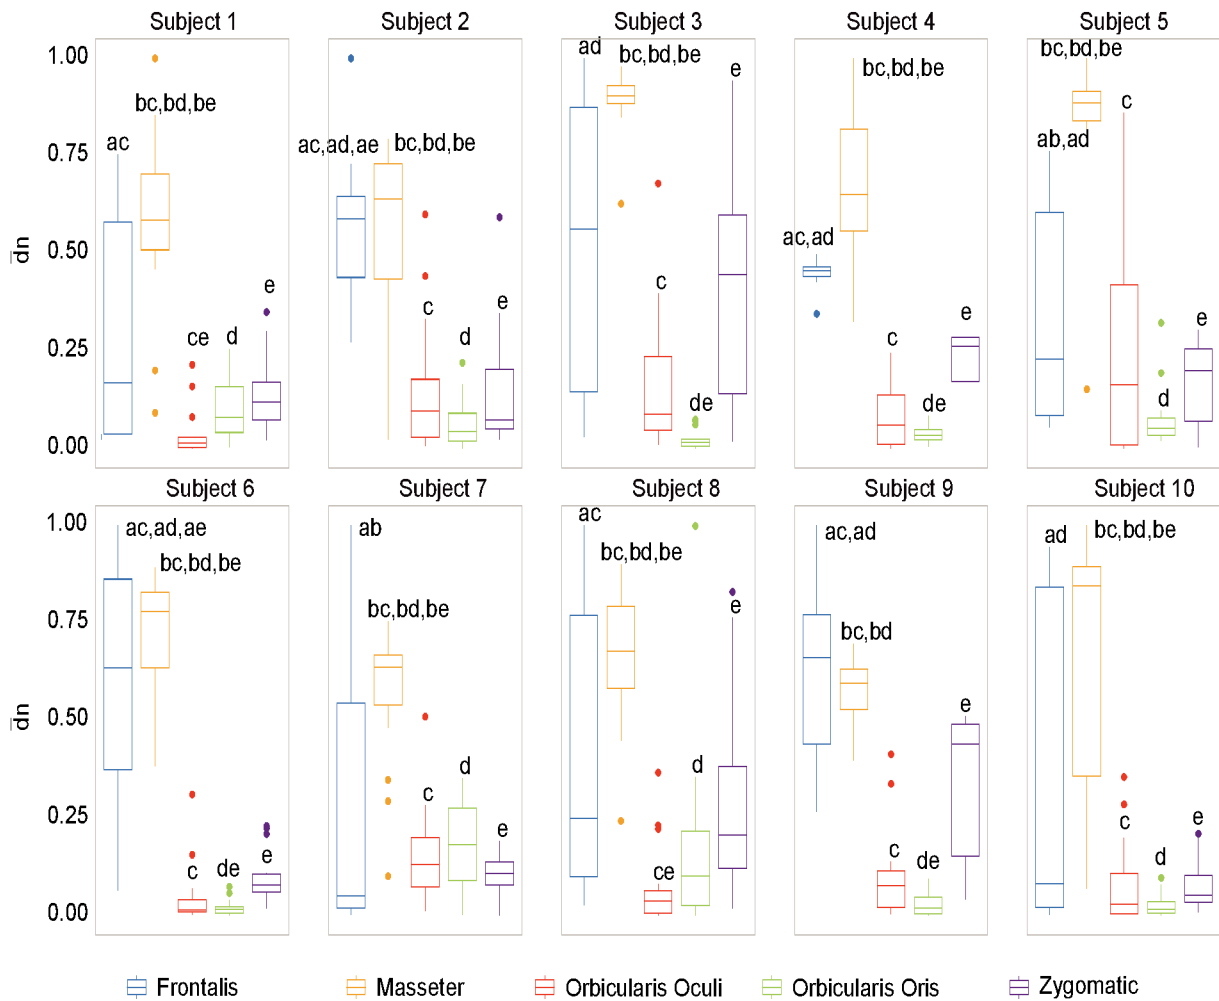 Subject 1 Subject 2 Subject 3 Subject 4 Subject 5
1.00 0.75 0.50 0.25 0.00
d̅n
ac bc,bd,be ce d e
ac,ad,ae bc,bd,be c d e
ad bc,bd,be c de e
ac,ad bc,bd,be c de e
ab,ad bc,bd,be c d e
Subject 6 Subject 7 Subject 8 Subject 9 Subject 10
1.00 0.75 0.50 0.25 0.00
d̅n
ac,ad,ae bc,bd,be c de e
ab bc,bd,be c d e
ac bc,bd,be ce d e
ac,ad bc,bd c de e
ad bc,bd,be c d e
Frontalis Masseter Orbicularis Oculi Orbicularis Oris Zygomatic